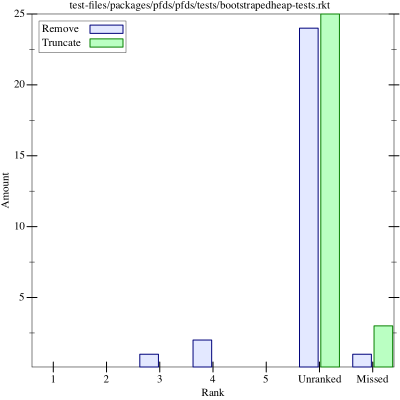 test-files/packages/pfds/pfds/tests/bootstrapedheap-tests.rkt
Remove
Truncate
25
20
15
10
5
Amount
1 2 3 4 5 Unranked Missed
Rank